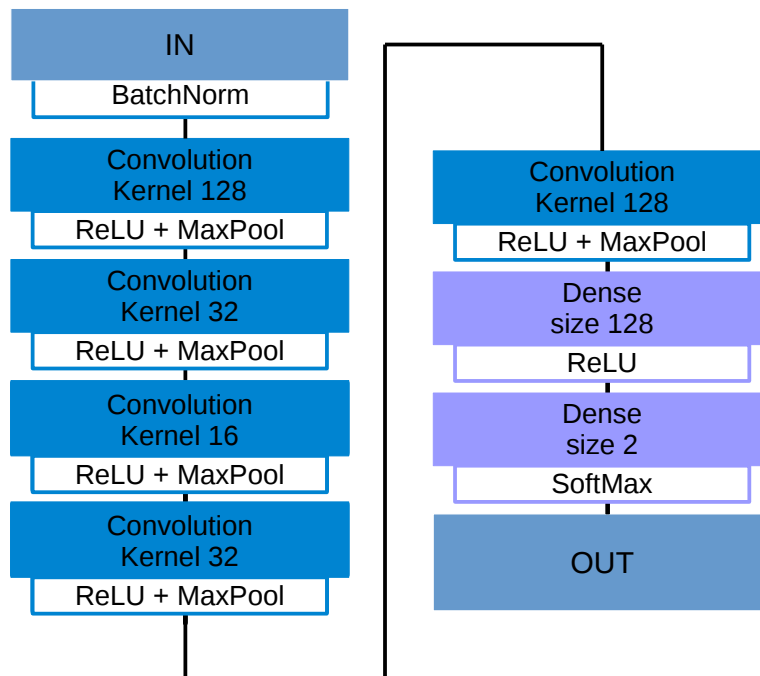 IN
BatchNorm
Convolution
Kernel 128
ReLU + MaxPool
Convolution
Kernel 32
ReLU + MaxPool
Convolution
Kernel 16
ReLU + MaxPool
Convolution
Kernel 32
ReLU + MaxPool
Convolution
Kernel 128
ReLU + MaxPool
Dense
size 128
ReLU
Dense
size 2
SoftMax
OUT